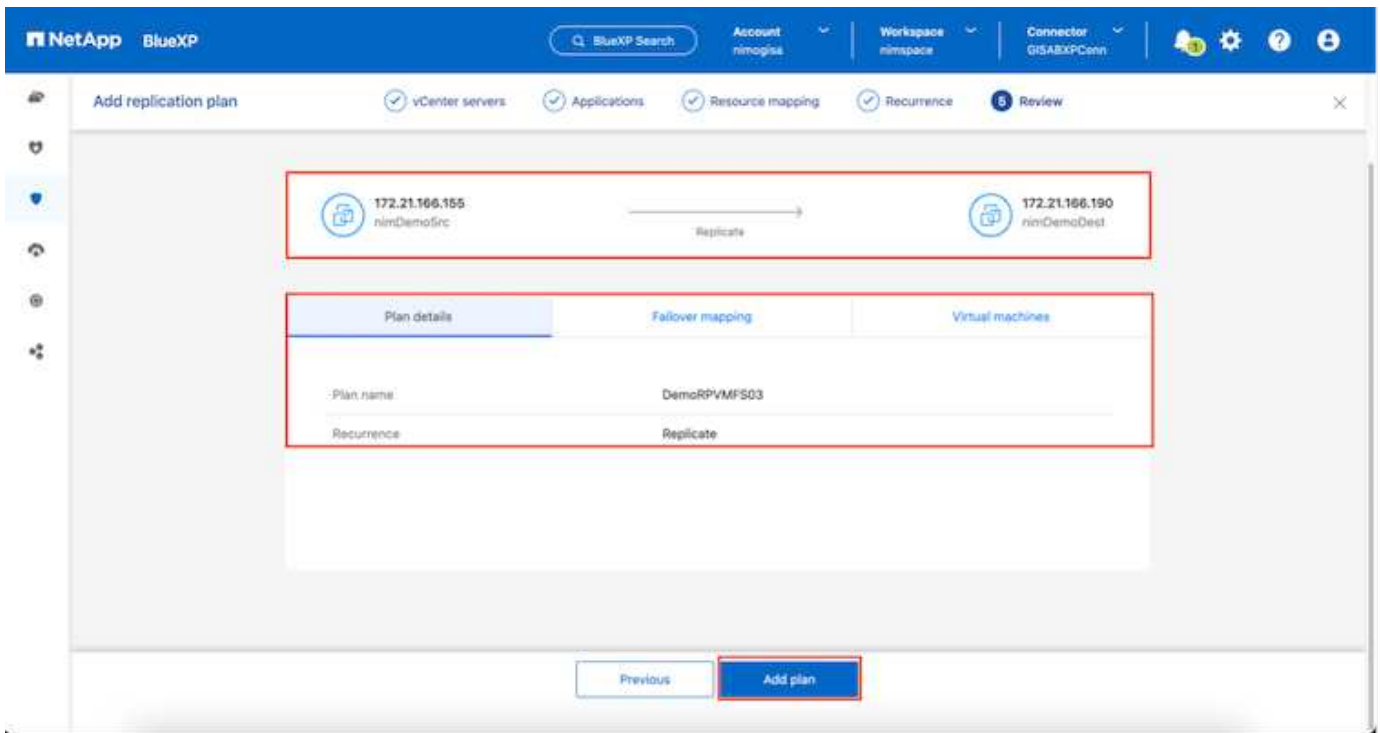 NetApp BlueXP
BlueXP Search
Account
nimogisa
Workspace
nimspace
Connector
GISABXPConn
1
Add replication plan
vCenter servers
Applications
Resource mapping
Recurrence
5 Review
172.21.166.155
nimDemoSrc
Replicate
172.21.166.190
nimDemoDest
Plan details
Failover mapping
Virtual machines
Plan name DemoRPVMFS03
Recurrence Replicate
Previous
Add plan